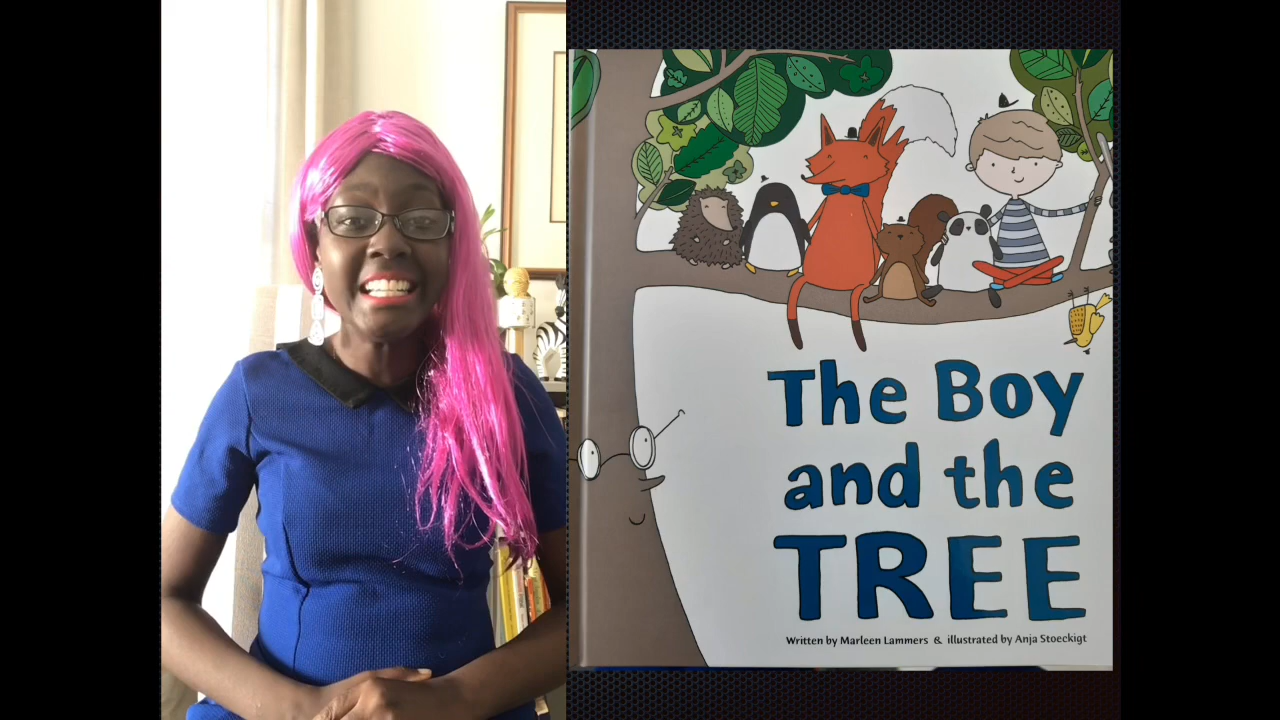 The Boy
and the
TREE
Written by Marleen Lammers & illustrated by Anja Stoeckigt